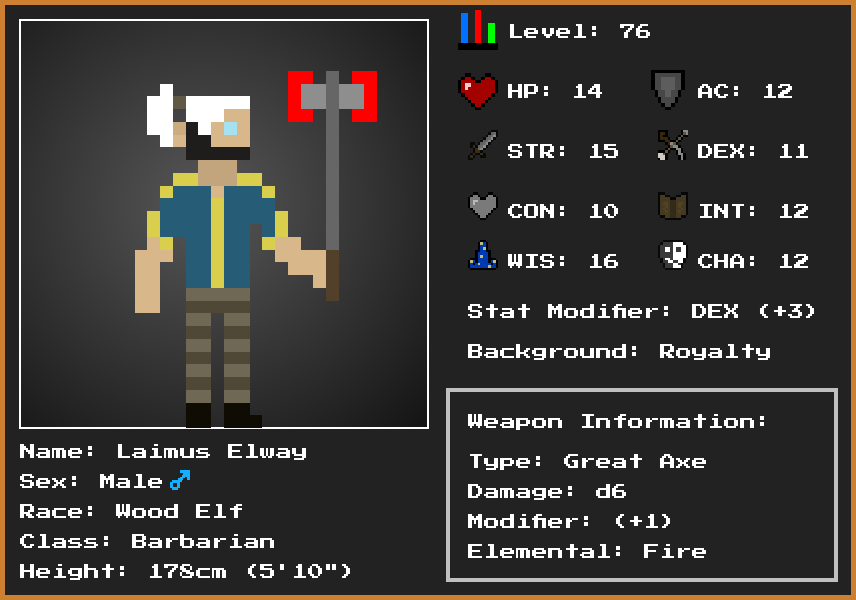 Level: 76
HP: 14
AC: 12
STR: 15
DEX: 11
CON: 10
INT: 12
WIS: 16
CHA: 12
Stat Modifier: DEX (+3)
Background: Royalty
Weapon Information:
Type: Great Axe
Damage: d6
Modifier: (+1)
Elemental: Fire
Name: Laimus Elway
Sex: Male♂
Race: Wood Elf
Class: Barbarian
Height: 178cm (5'10")